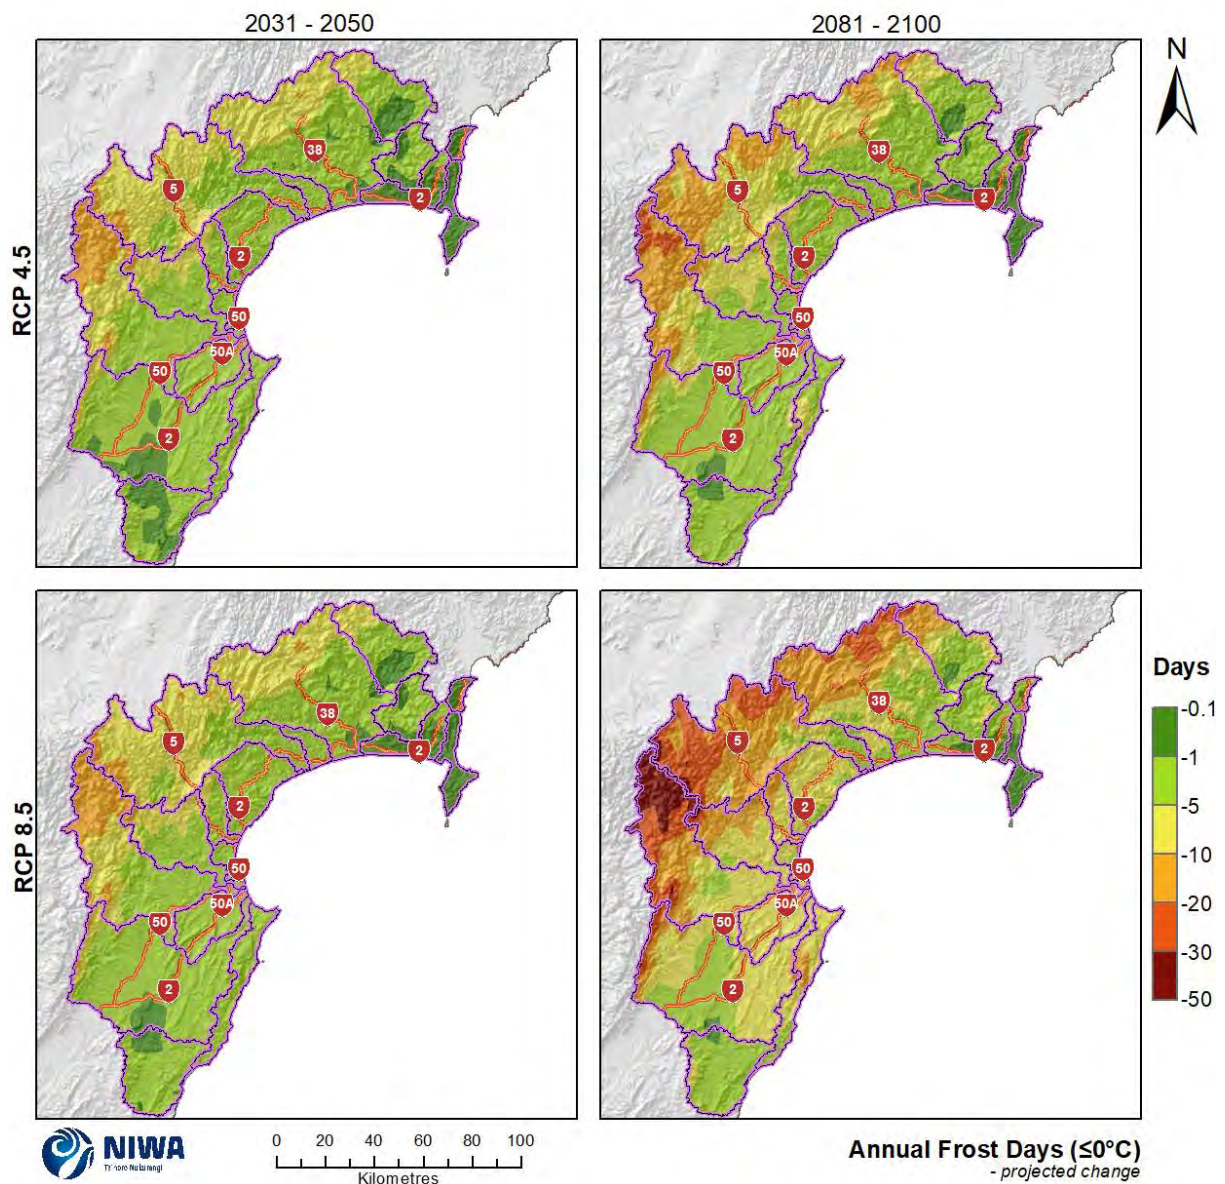 2031 - 2050
2081 - 2100
N
RCP 4.5
38
5
2
2
50
50A
50
2
38
5
2
2
50
50A
50
2
RCP 8.5
38
5
2
2
50
50A
50
2
38
5
2
2
50
50A
50
2
Days
-0.1
-1
-5
-10
-20
-30
-50
NIWA
Taihoro Nukurangi
0 20 40 60 80 100
Kilometres
Annual Frost Days (≤0°C)
- projected change